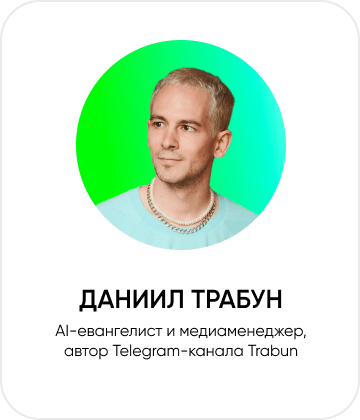 ДАНИИЛ ТРАБУН
AI-евангелист и медиаменеджер,
автор Telegram-канала Trabun